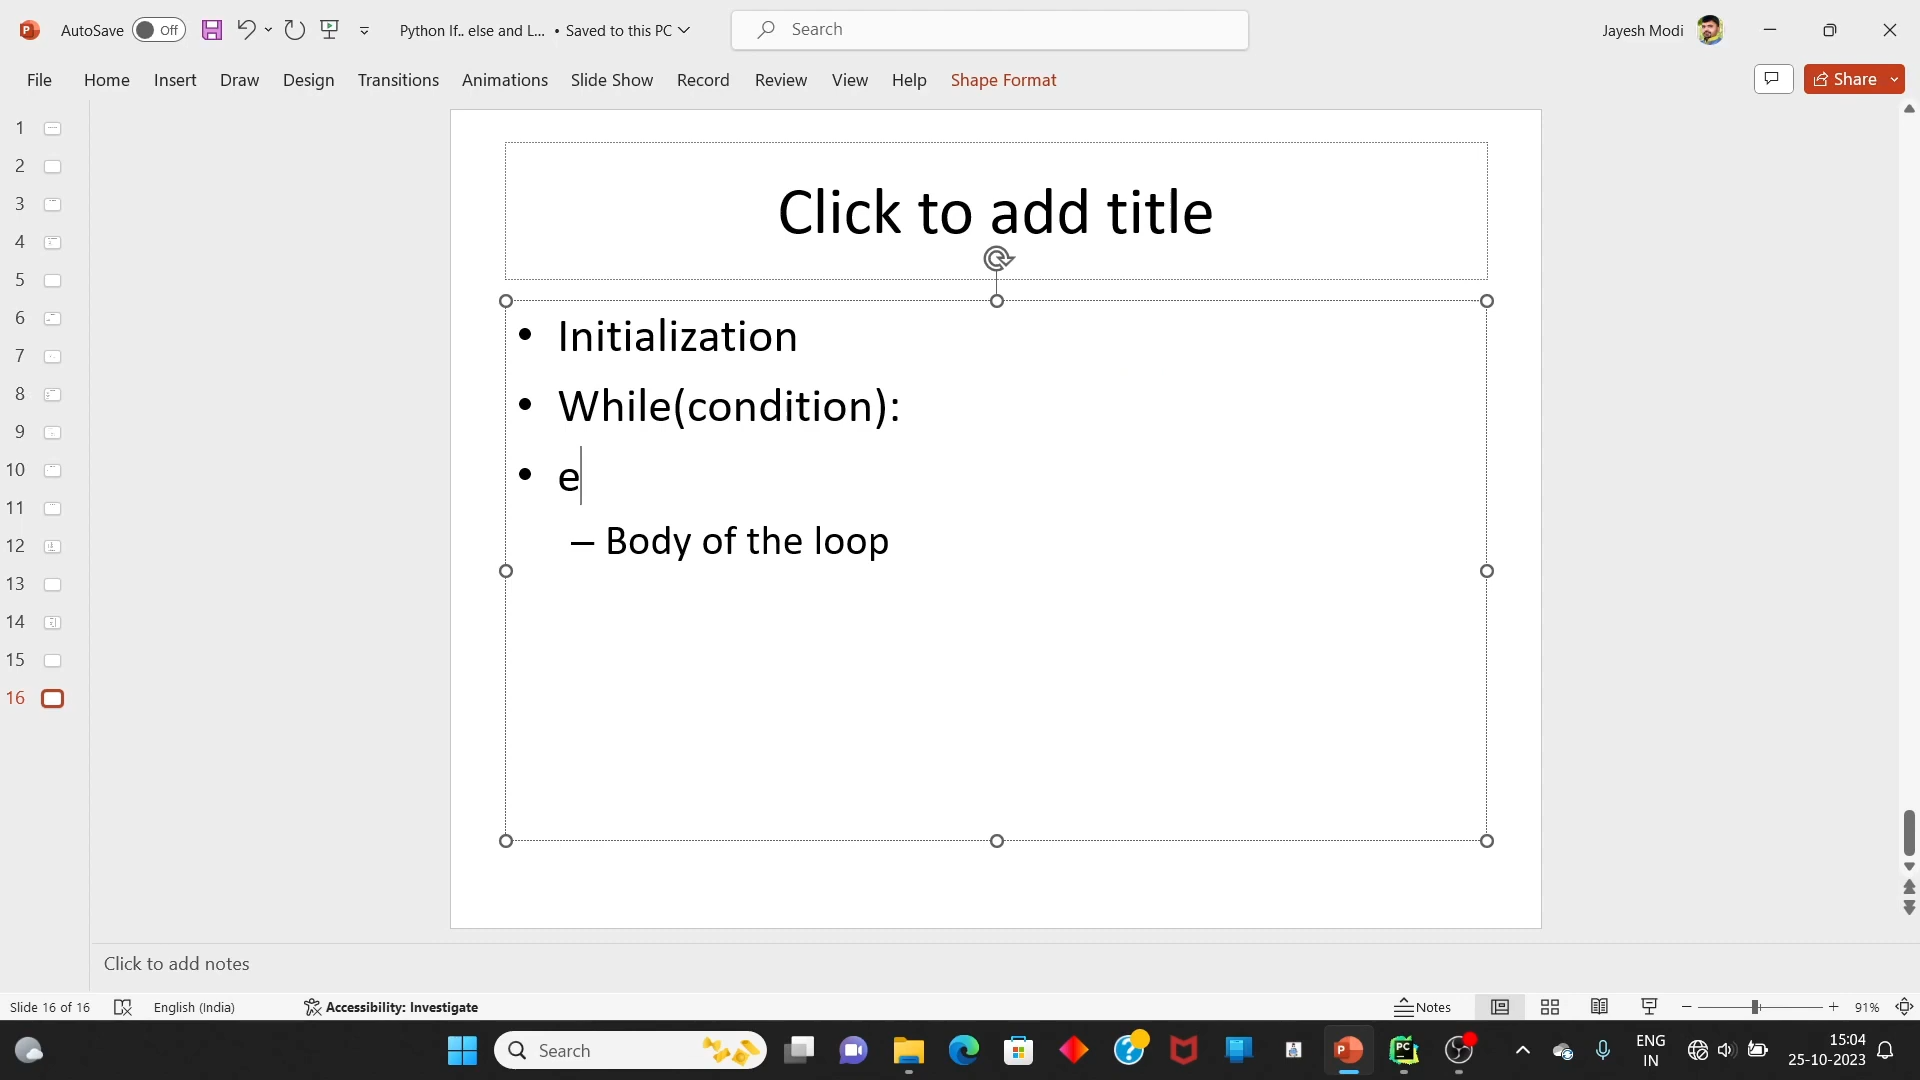 AutoSave Off Python If.. else and L... • Saved to this PC Search Jayesh Modi
File Home Insert Draw Design Transitions Animations Slide Show Record Review View Help Shape Format Share
1
2
3
4
5
6
7
8
9
10
11
12
13
14
15
16
Click to add title
• Initialization
• While(condition):
• e
– Body of the loop
Click to add notes
Slide 16 of 16 English (India) Accessibility: Investigate Notes 91%
Search ENG 15:04
IN 25-10-2023